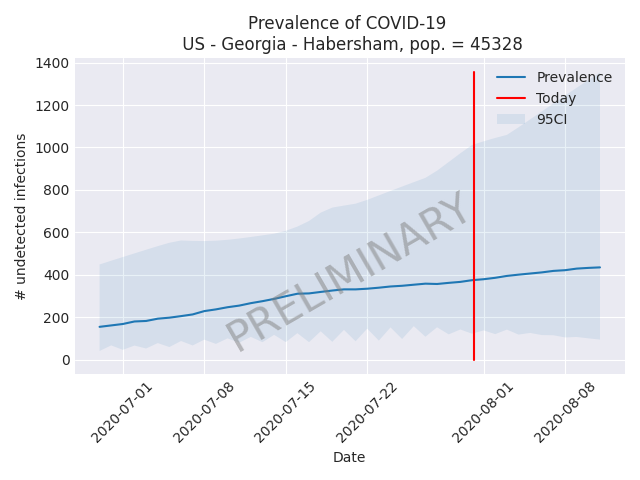 Prevalence of COVID-19
US - Georgia - Habersham, pop. = 45328
1400
1200
1000
800
600
400
200
0
# undetected infections
Prevalence
Today
95CI
PRELIMINARY
2020-07-01
2020-07-08
2020-07-15
2020-07-22
2020-08-01
2020-08-08
Date